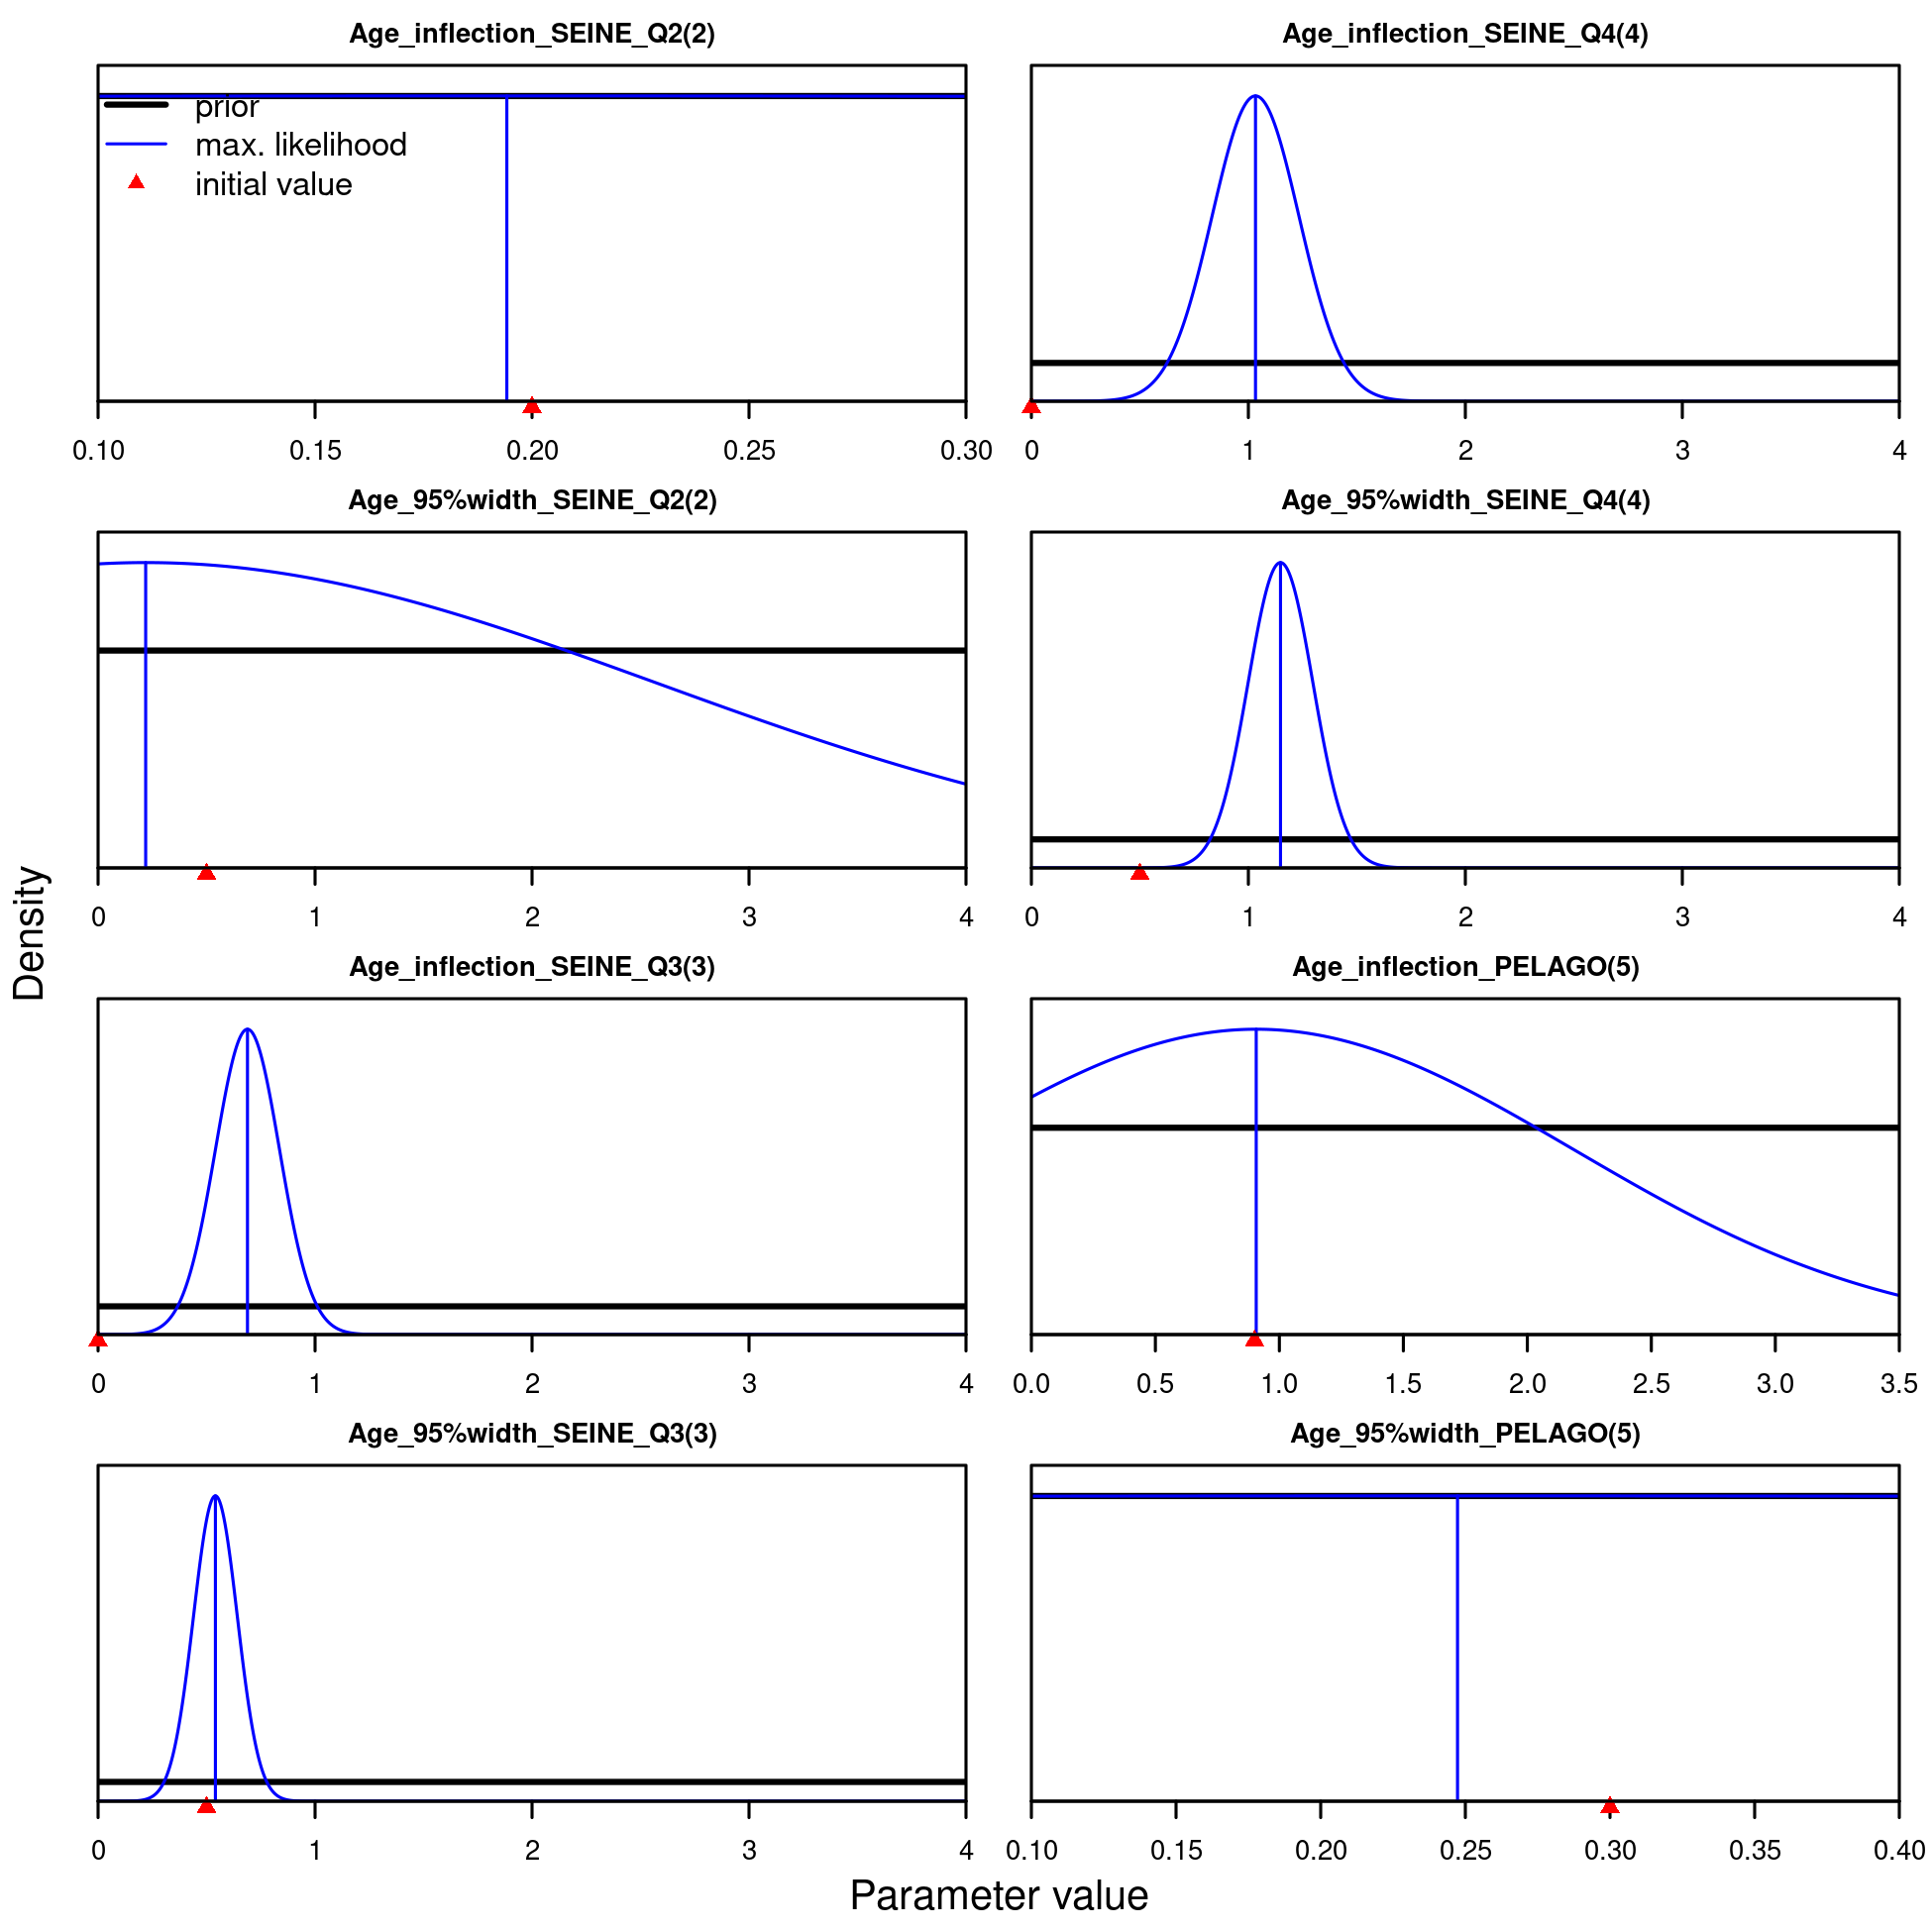 Age_inflection_SEINE_Q2(2)
prior
max. likelihood
initial value
0.10 0.15 0.20 0.25 0.30
Age_inflection_SEINE_Q4(4)
0 1 2 3 4
Age_95%width_SEINE_Q2(2)
0 1 2 3 4
Age_95%width_SEINE_Q4(4)
0 1 2 3 4
Density
Age_inflection_SEINE_Q3(3)
0 1 2 3 4
Age_inflection_PELAGO(5)
0.0 0.5 1.0 1.5 2.0 2.5 3.0 3.5
Age_95%width_SEINE_Q3(3)
0 1 2 3 4
Age_95%width_PELAGO(5)
0.10 0.15 0.20 0.25 0.30 0.35 0.40
Parameter value